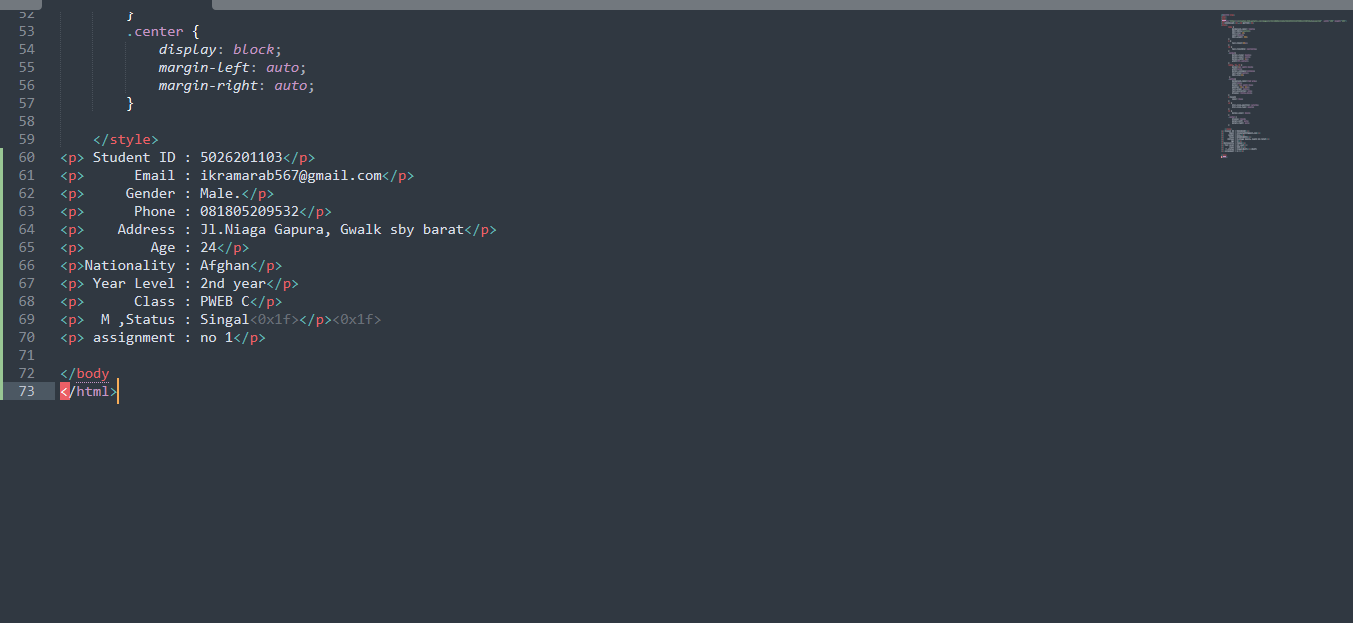 52 }
53 .center {
54 display: block;
55 margin-left: auto;
56 margin-right: auto;
57 }
58
59 </style>
60 <p> Student ID : 5026201103</p>
61 <p> Email : ikramarab567@gmail.com</p>
62 <p> Gender : Male.</p>
63 <p> Phone : 081805209532</p>
64 <p> Address : Jl.Niaga Gapura, Gwalk sby barat</p>
65 <p> Age : 24</p>
66 <p>Nationality : Afghan</p>
67 <p> Year Level : 2nd year</p>
68 <p> Class : PWEB C</p>
69 <p> M ,Status : Singal<0x1f></p><0x1f>
70 <p> assignment : no 1</p>
71
72 </body
73 </html>